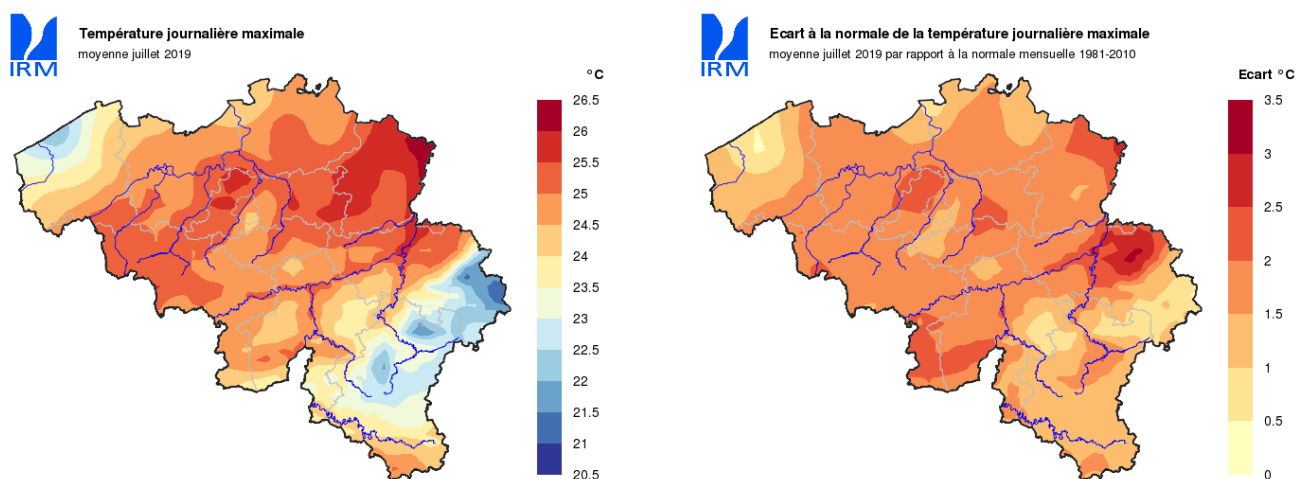 Température journalière maximale
moyenne juillet 2019
IRM
°C
26.5
26
25.5
25
24.5
24
23.5
23
22.5
22
21.5
21
20.5
Ecart à la normale de la température journalière maximale
moyenne juillet 2019 par rapport à la normale mensuelle 1981-2010
IRM
Ecart °C
3.5
3
2.5
2
1.5
1
0.5
0